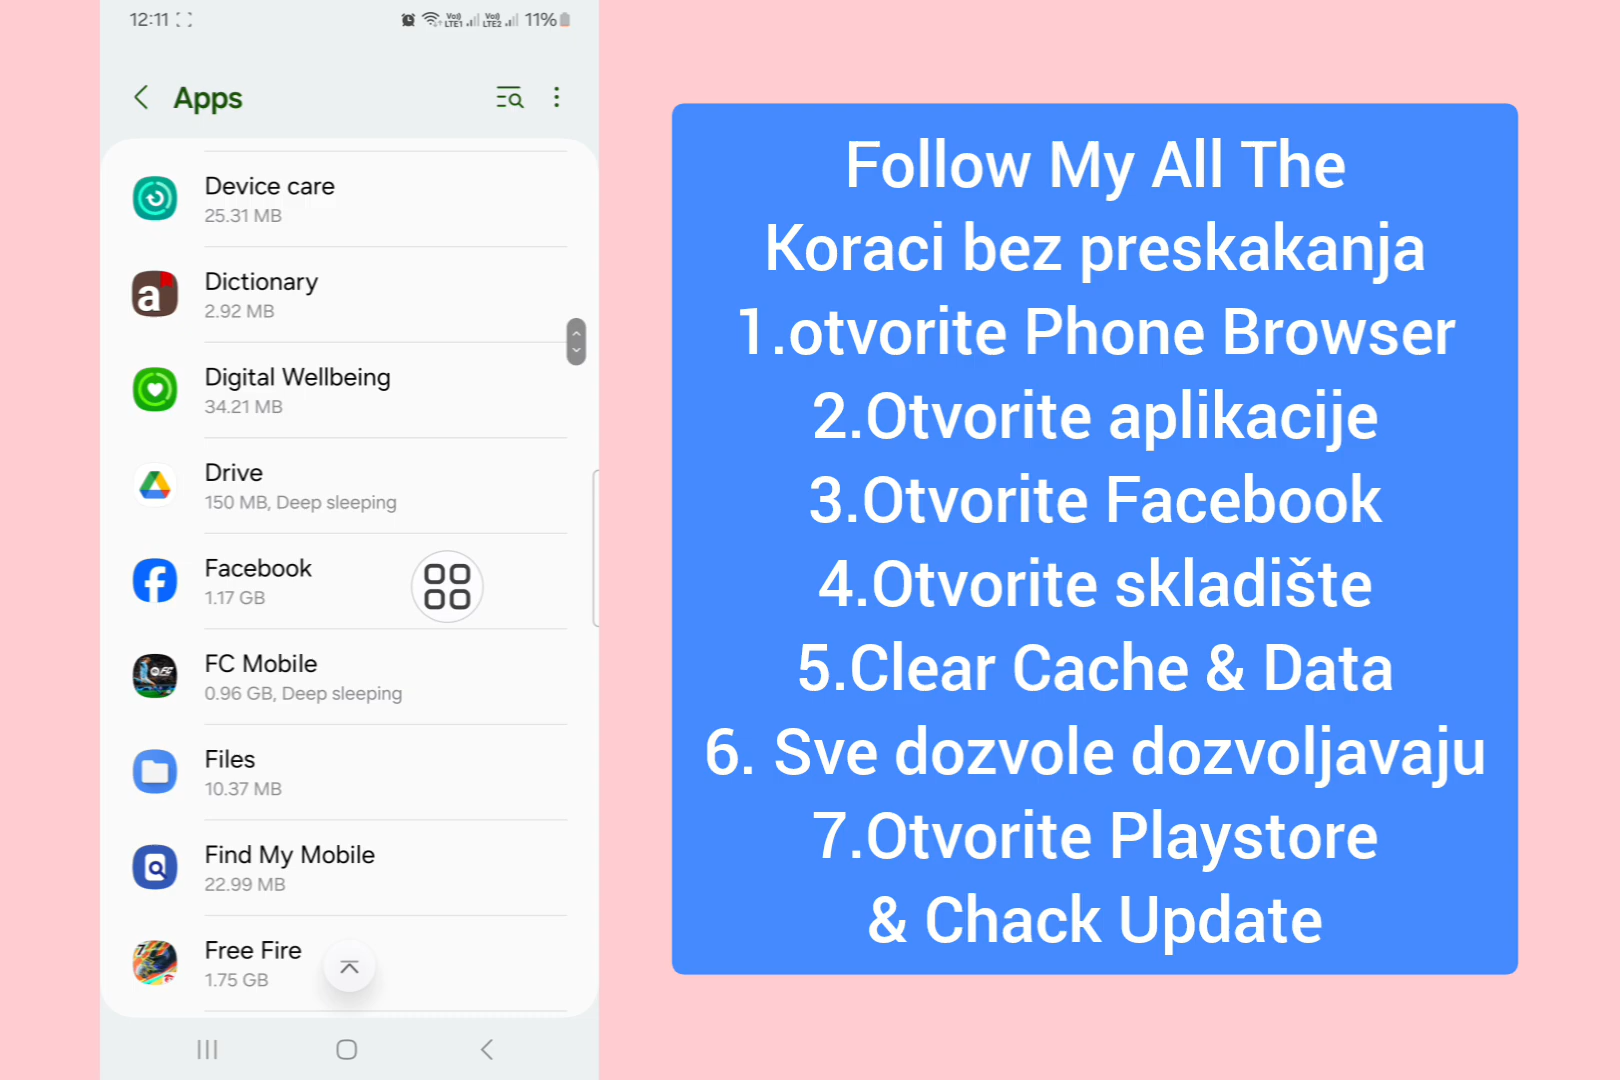 12:11
Vo)) LTE1 Vo)) LTE2 11%
Apps
Device care
25.31 MB
Dictionary
2.92 MB
Digital Wellbeing
34.21 MB
Drive
150 MB, Deep sleeping
Facebook
1.17 GB
FC Mobile
0.96 GB, Deep sleeping
Files
10.37 MB
Find My Mobile
22.99 MB
Free Fire
1.75 GB
Follow My All The
Koraci bez preskakanja
1.otvorite Phone Browser
2.Otvorite aplikacije
3.Otvorite Facebook
4.Otvorite skladište
5.Clear Cache & Data
6. Sve dozvole dozvoljavaju
7.Otvorite Playstore
& Chack Update